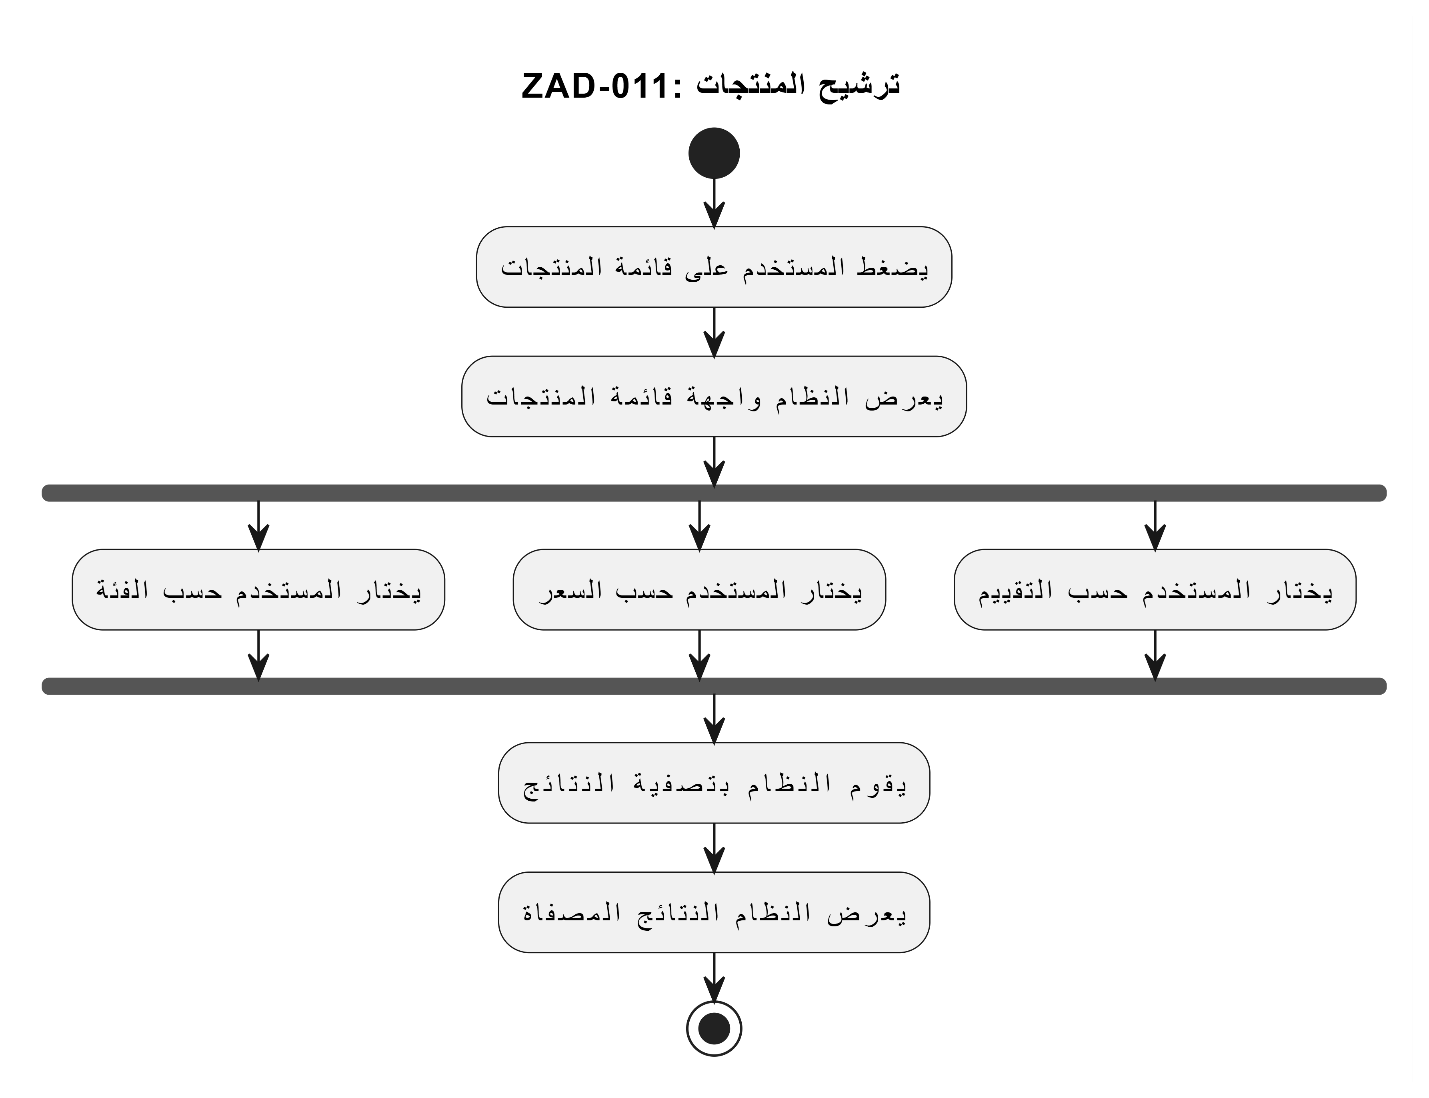 ZAD-011: ترشيح المنتجات
يضغط المستخدم على قائمة المنتجات
يعرض النظام واجهة قائمة المنتجات
يختار المستخدم حسب الفئة
يختار المستخدم حسب السعر
يختار المستخدم حسب التقييم
يقوم النظام بتصفية النتائج
يعرض النظام النتائج المصفاة